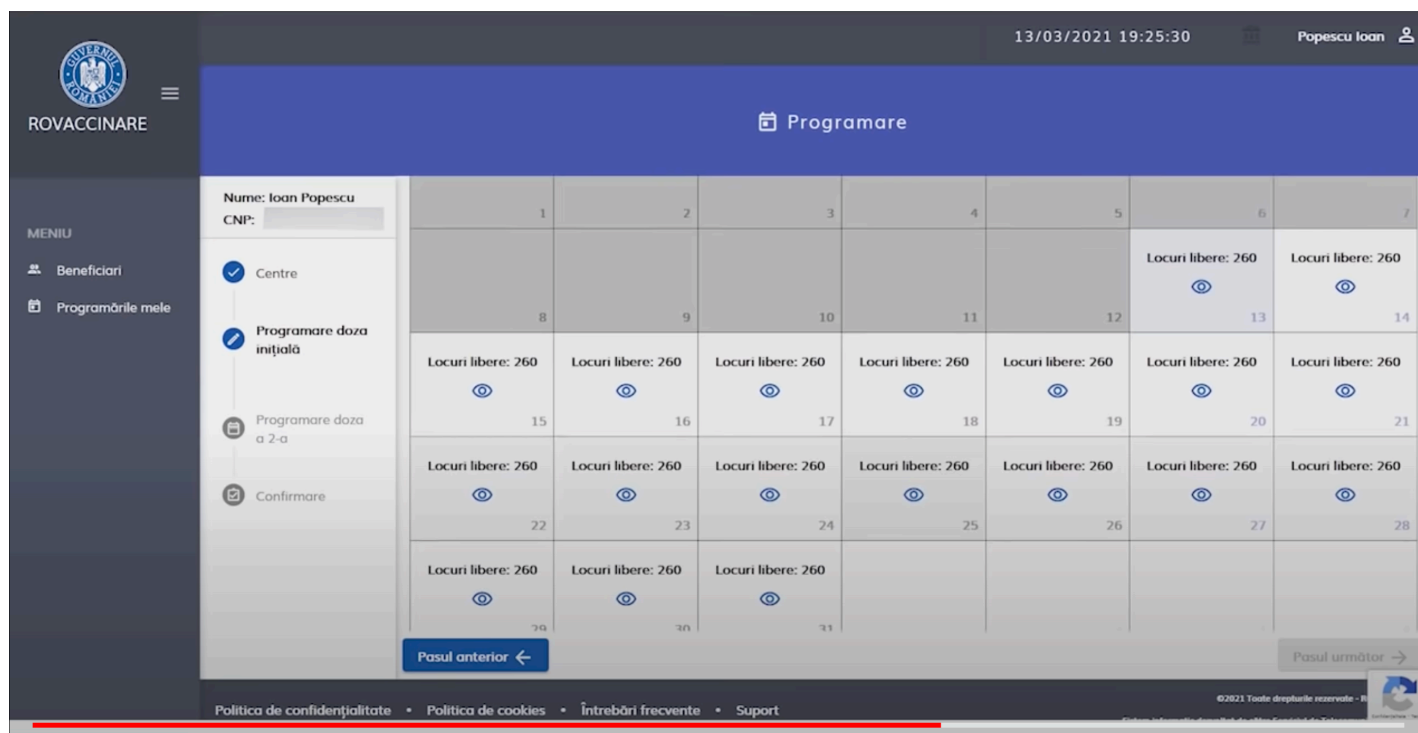 13/03/2021 19:25:30
Popescu Ioan
GUVERNUL ROMÂNIEI
ROVACCINARE
Programare
MENIU
Beneficiari
Programările mele
Nume: Ioan Popescu
CNP:
Centre
Programare doza
inițială
Programare doza
a 2-a
Confirmare
1 2 3 4 5 6 7
Locuri libere: 260 Locuri libere: 260
8 9 10 11 12 13 14
Locuri libere: 260 Locuri libere: 260 Locuri libere: 260 Locuri libere: 260 Locuri libere: 260 Locuri libere: 260 Locuri libere: 260
15 16 17 18 19 20 21
Locuri libere: 260 Locuri libere: 260 Locuri libere: 260 Locuri libere: 260 Locuri libere: 260 Locuri libere: 260 Locuri libere: 260
22 23 24 25 26 27 28
Locuri libere: 260 Locuri libere: 260 Locuri libere: 260
29 30 31
Pasul anterior ← Pasul următor →
©2021 Toate drepturile rezervate -
Politica de confidențialitate • Politica de cookies • Întrebări frecvente • Suport